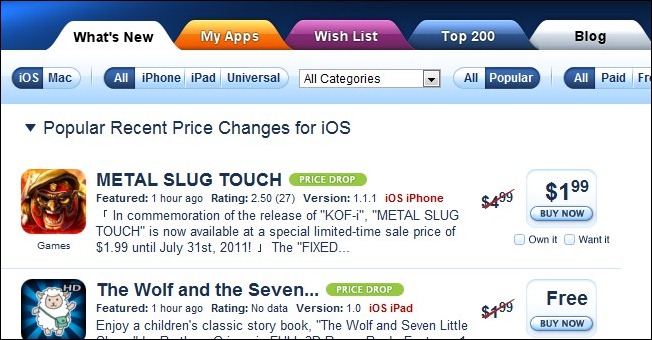 What's New
My Apps
Wish List
Top 200
Blog
iOS Mac
All iPhone iPad Universal
All Categories
All Popular
All Paid
▼ Popular Recent Price Changes for iOS
METAL SLUG TOUCH PRICE DROP
Featured: 1 hour ago Rating: 2.50 (27) Version: 1.1.1 iOS iPhone
「 In commemoration of the release of "KOF-i", "METAL SLUG
TOUCH" is now available at a special limited-time sale price of
$1.99 until July 31st, 2011! 」 The "FIXED...
Games
$4.99
$1.99
BUY NOW
Own it Want it
HD
The Wolf and the Seven... PRICE DROP
Featured: 1 hour ago Rating: No data Version: 1.0 iOS iPad
Enjoy a children's classic story book, "The Wolf and Seven Little
$1.99
Free
BUY NOW